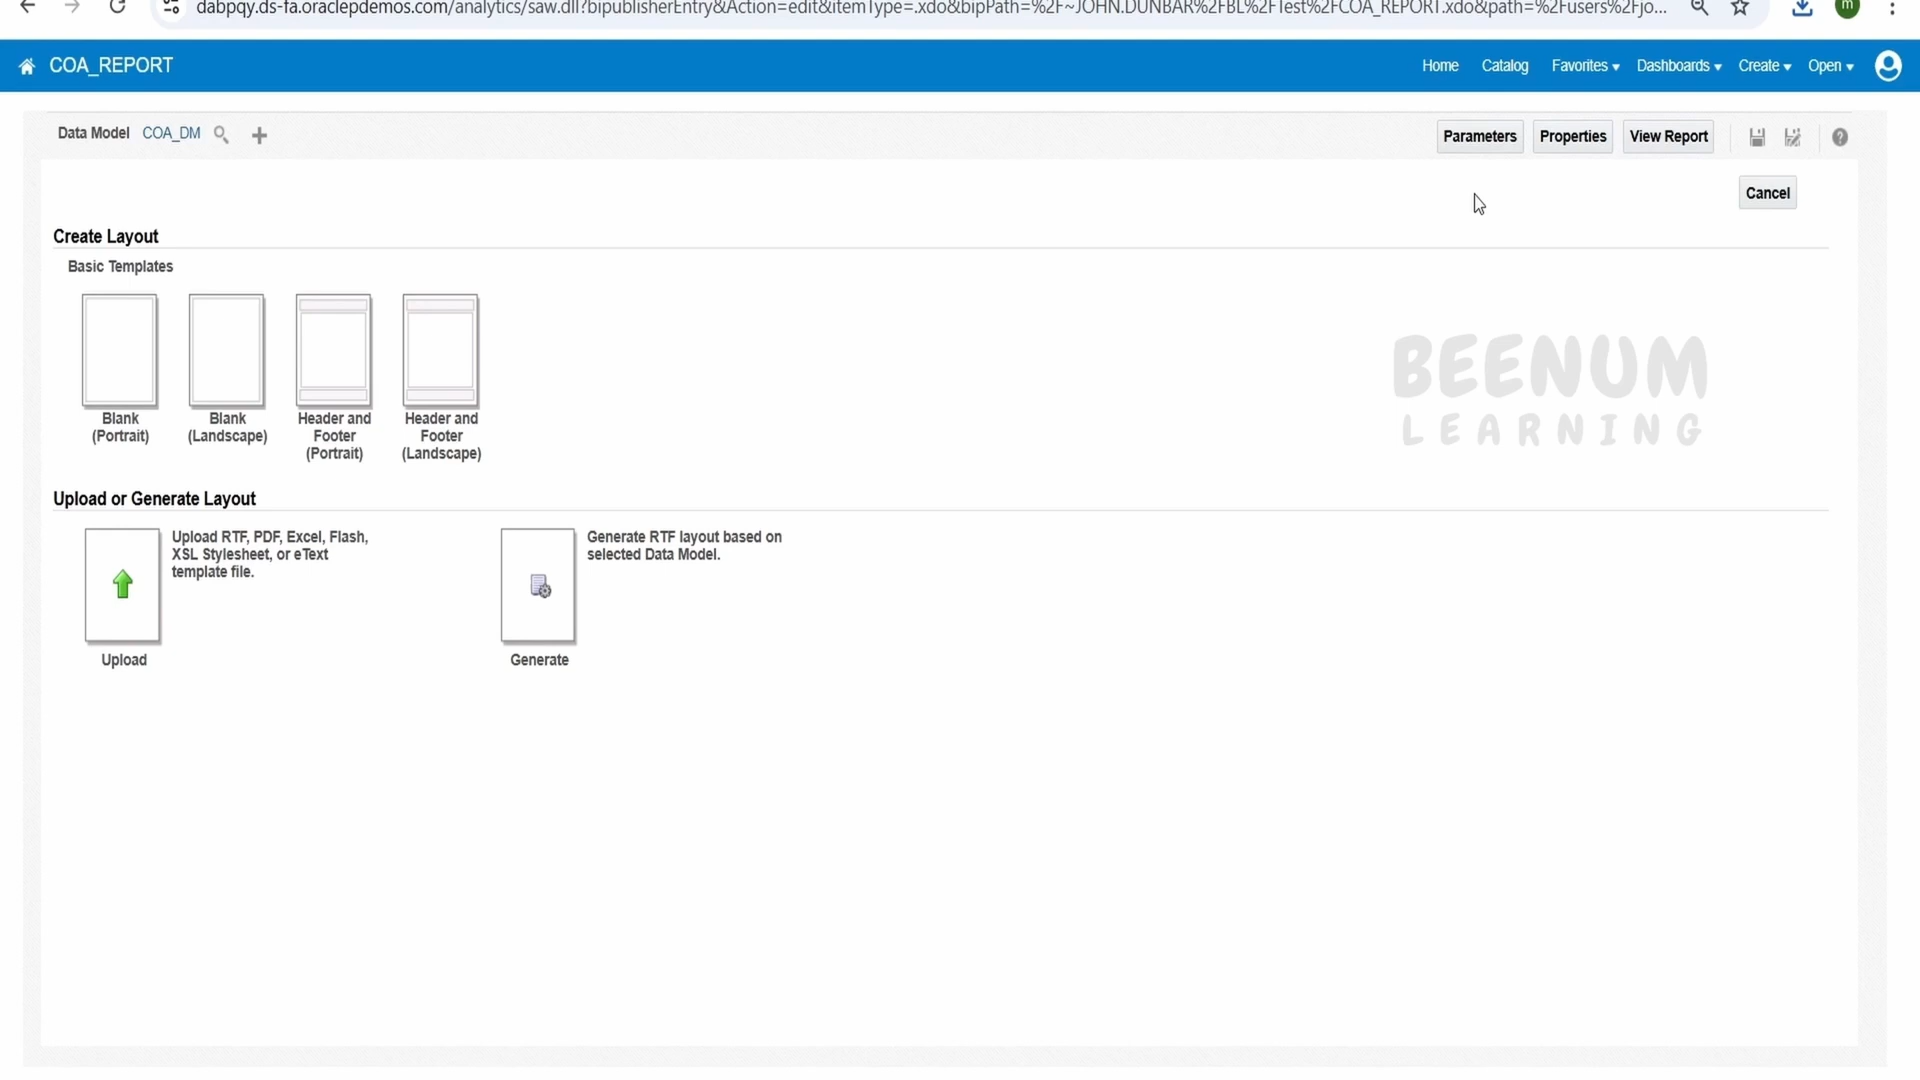 dabpqy.ds-fa.oraclepdemos.com/analytics/saw.dll?bipublisherEntry&Action=edit&itemType=.xdo&bipPath=%2F~JOHN.DUNBAR%2FBL%2FTest%2FCOA_REPORT.xdo&path=%2Fusers%2Fjo...
m
COA_REPORT
Home Catalog Favorites Dashboards Create Open
Data Model COA_DM
Parameters Properties View Report
Cancel
Create Layout
Basic Templates
Blank
(Portrait)
Blank
(Landscape)
Header and
Footer
(Portrait)
Header and
Footer
(Landscape)
BEENUM
LEARNING
Upload or Generate Layout
Upload RTF, PDF, Excel, Flash,
XSL Stylesheet, or eText
template file.
Upload
Generate RTF layout based on
selected Data Model.
Generate